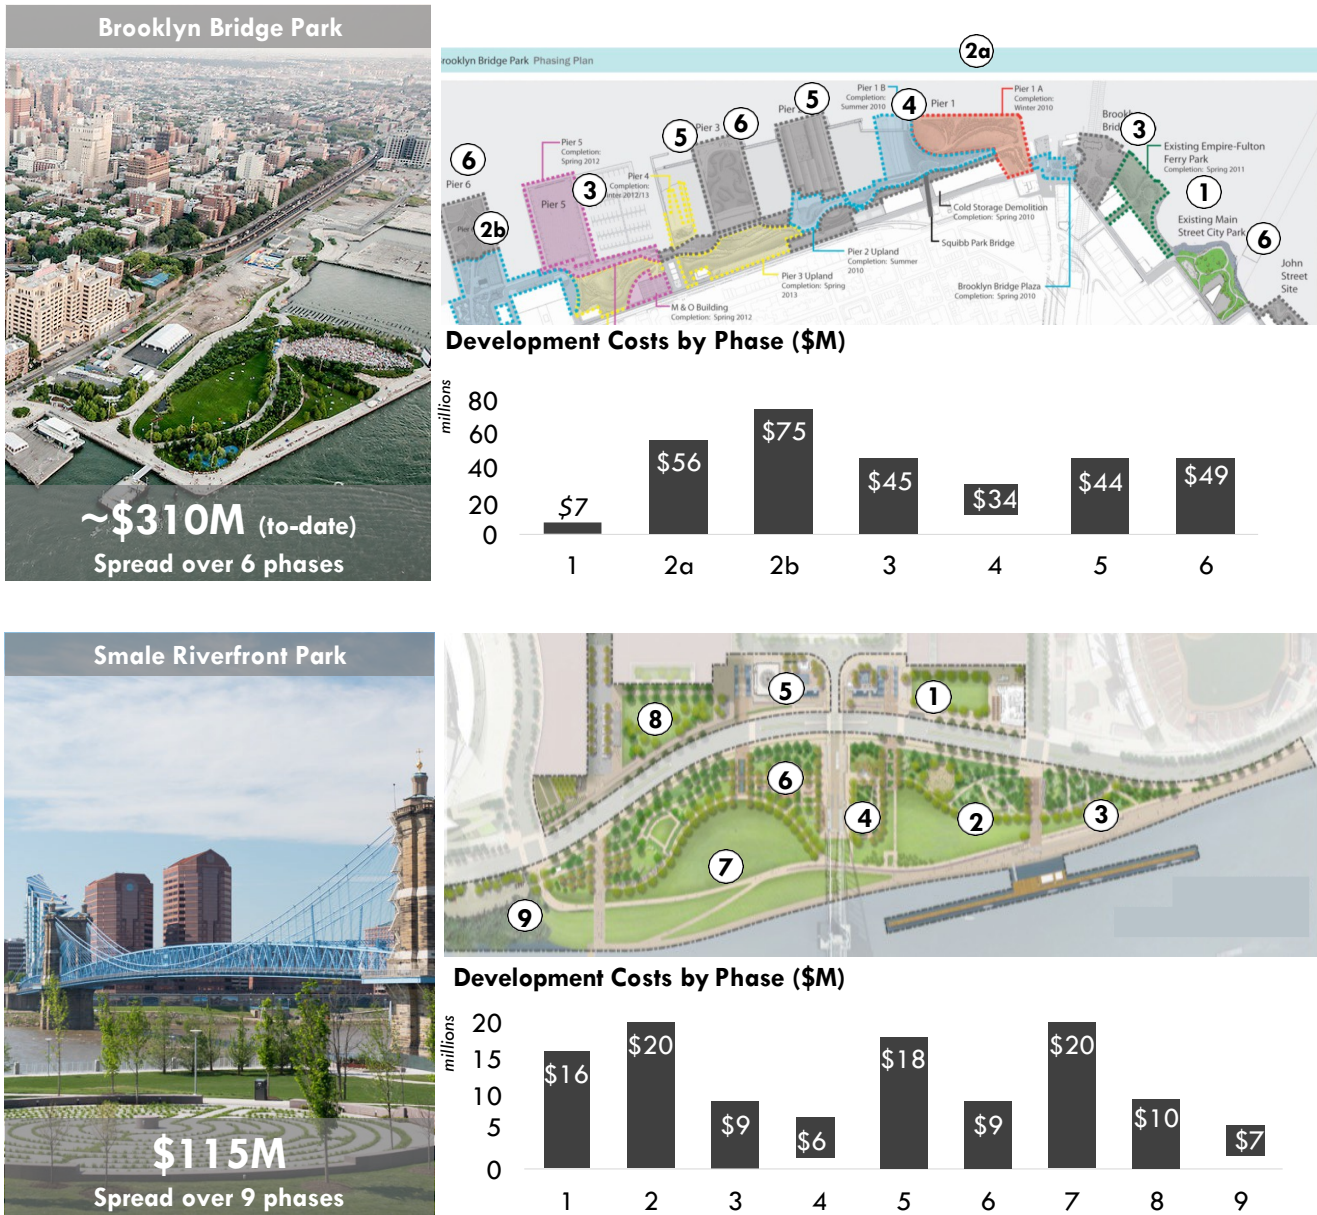 Brooklyn Bridge Park
~$310M (to-date)
Spread over 6 phases
rooklyn Bridge Park Phasing Plan
2a
Pier 1 B
Completion:
Summer 2010
4
Pier 1
Pier 1 A
Completion:
Winter 2010
5
Pier
6
Pier 3
5
Pier 5
Completion:
Spring 2012
6
Pier 6
2b
Pier 5
3
Pier 4
Completion:
inter 2012/13
3
Existing Empire-Fulton
Ferry Park
Completion: Spring 2011
1
Existing Main
Street City Park
6
John
Street
Site
Cold Storage Demolition
Completion: Spring 2010
Squibb Park Bridge
Pier 2 Upland
Completion: Summer
2010
Brooklyn Bridge Plaza
Completion: Spring 2010
Pier 3 Upland
Completion: Spring
2013
M & O Building
Completion: Spring 2012
Development Costs by Phase ($M)
millions
80
60
40
20
0
$7
$56
$75
$45
$34
$44
$49
1 2a 2b 3 4 5 6
Smale Riverfront Park
$115M
Spread over 9 phases
5
1
8
6
4
2
3
7
9
Development Costs by Phase ($M)
millions
20
15
10
5
0
$16
$20
$9
$6
$18
$9
$20
$10
$7
1 2 3 4 5 6 7 8 9